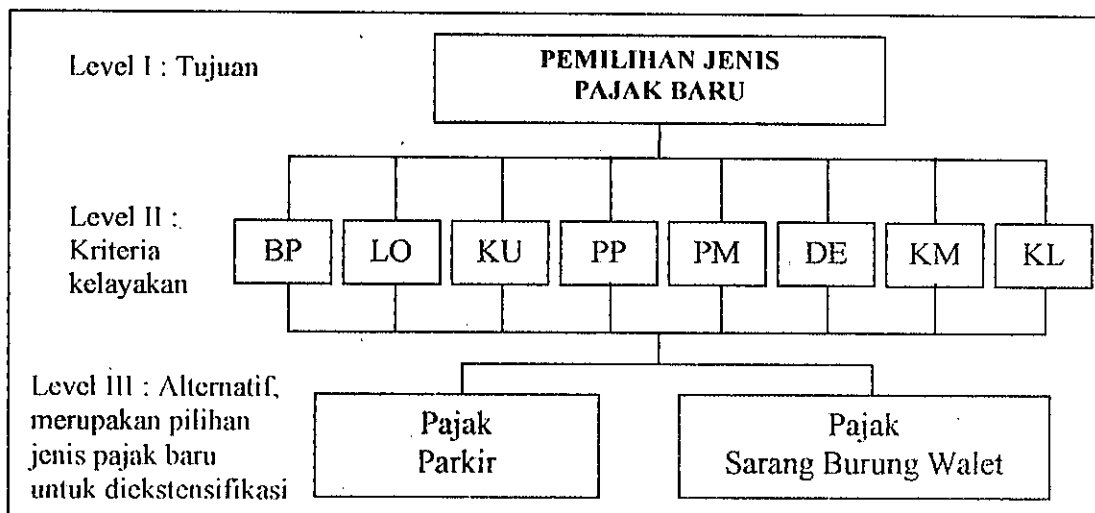 Level I : Tujuan
PEMILIHAN JENIS
PAJAK BARU
Level II :
Kriteria
kelayakan
BP LO KU PP PM DE KM KL
Level III : Alternatif,
merupakan pilihan
jenis pajak baru
untuk diekstensifikasi
Pajak
Parkir
Pajak
Sarang Burung Walet